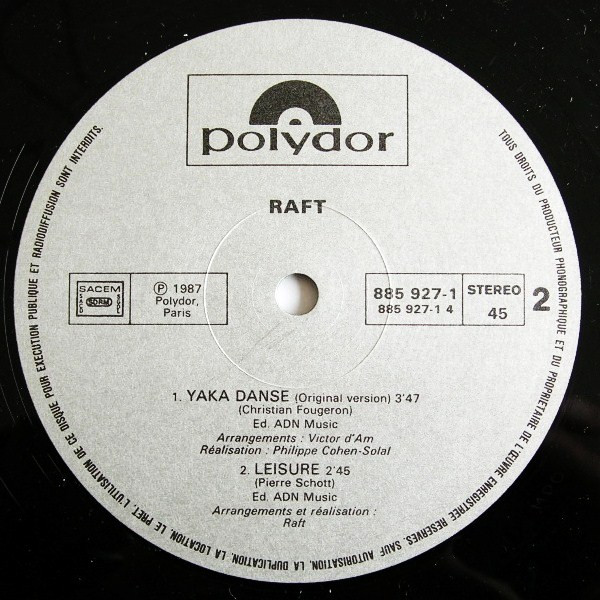 polydor
RAFT
SACEM
SACD
SDRM
SGDL
Ⓟ 1987
Polydor,
Paris
885 927-1
885 927-1 4
STEREO
45
2
1. YAKA DANSE (Original version) 3'47
(Christian Fougeron)
Ed. ADN Music
Arrangements : Victor d'Am
Réalisation : Philippe Cohen-Solal
2. LEISURE 2'45
(Pierre Schott)
Ed. ADN Music
Arrangements et réalisation :
Raft
TOUS DROITS DU PRODUCTEUR PHONOGRAPHIQUE ET DU PROPRIETAIRE DE L'ŒUVRE ENREGISTREE RESERVES. SAUF AUTORISATION, LA DUPLICATION, LA LOCATION, LE PRET, L'UTILISATION DE CE DISQUE POUR EXECUTION PUBLIQUE ET RADIODIFFUSION SONT INTERDITS.